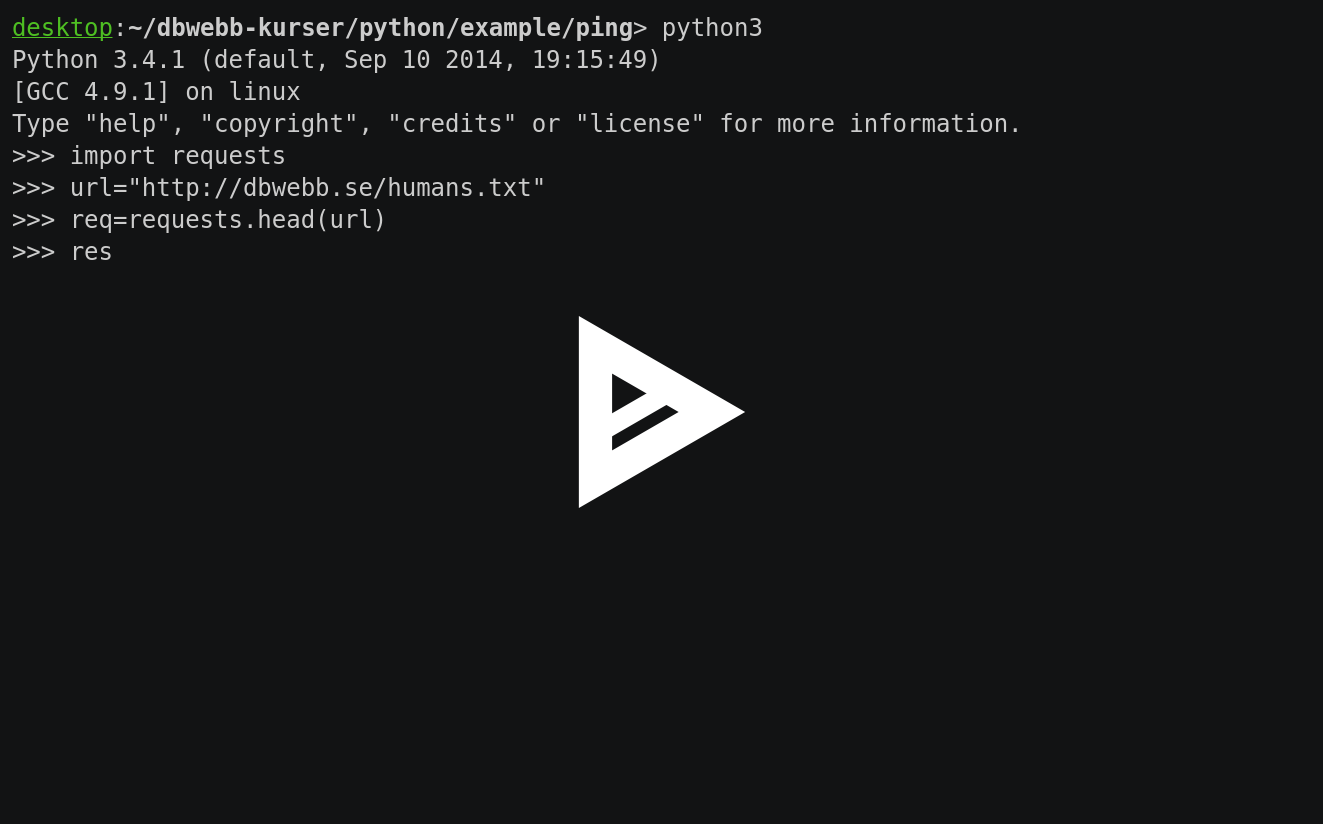 desktop:~/dbwebb-kurser/python/example/ping> python3
Python 3.4.1 (default, Sep 10 2014, 19:15:49)
[GCC 4.9.1] on linux
Type "help", "copyright", "credits" or "license" for more information.
>>> import requests
>>> url="http://dbwebb.se/humans.txt"
>>> req=requests.head(url)
>>> res